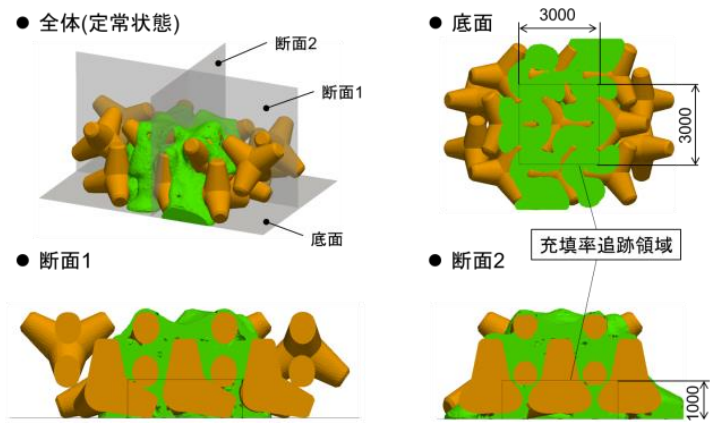 ● 全体(定常状態)
断面2
断面1
底面
● 底面
3000
3000
充填率追跡領域
● 断面1
● 断面2
1000